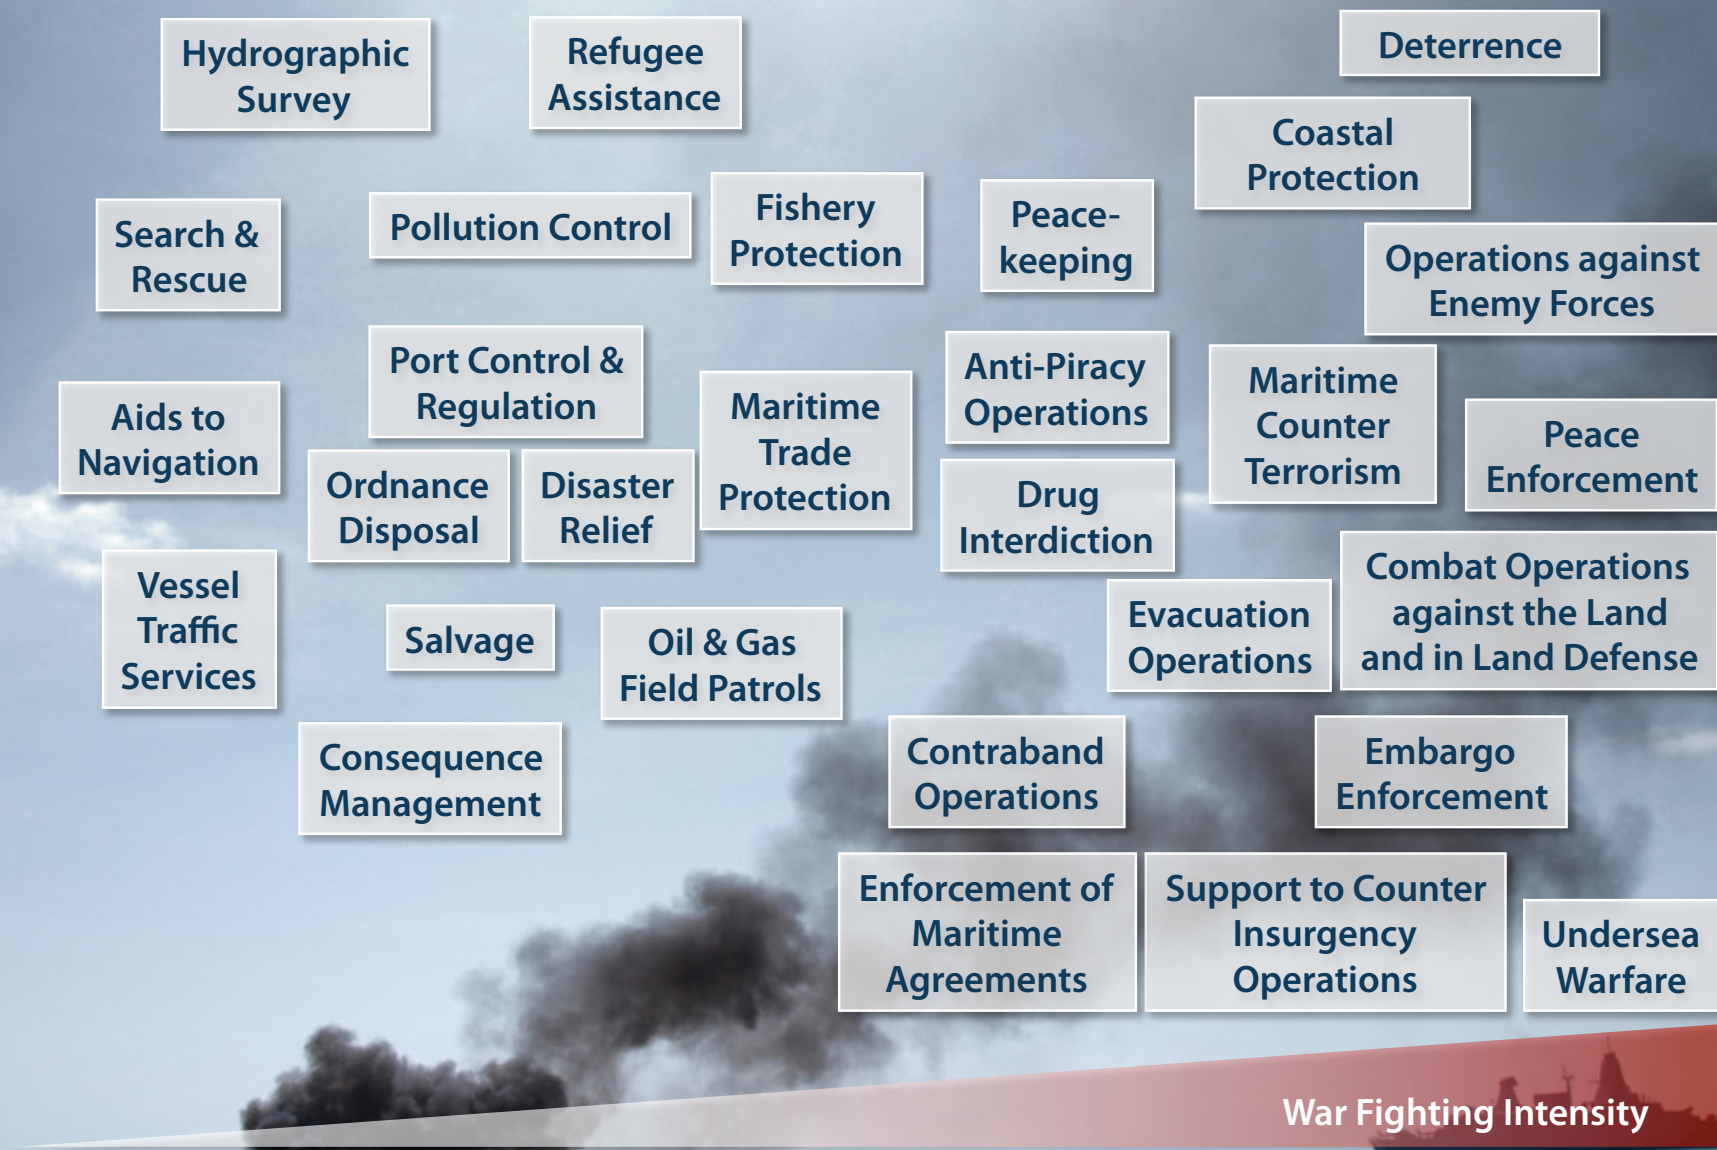 Hydrographic
Survey
Refugee
Assistance
Deterrence
Coastal
Protection
Search &
Rescue
Pollution Control
Fishery
Protection
Peace-
keeping
Operations against
Enemy Forces
Aids to
Navigation
Port Control &
Regulation
Maritime
Trade
Protection
Anti-Piracy
Operations
Maritime
Counter
Terrorism
Peace
Enforcement
Ordnance
Disposal
Disaster
Relief
Drug
Interdiction
Vessel
Traffic
Services
Salvage
Oil & Gas
Field Patrols
Evacuation
Operations
Combat Operations
against the Land
and in Land Defense
Consequence
Management
Contraband
Operations
Embargo
Enforcement
Enforcement of
Maritime
Agreements
Support to Counter
Insurgency
Operations
Undersea
Warfare
War Fighting Intensity